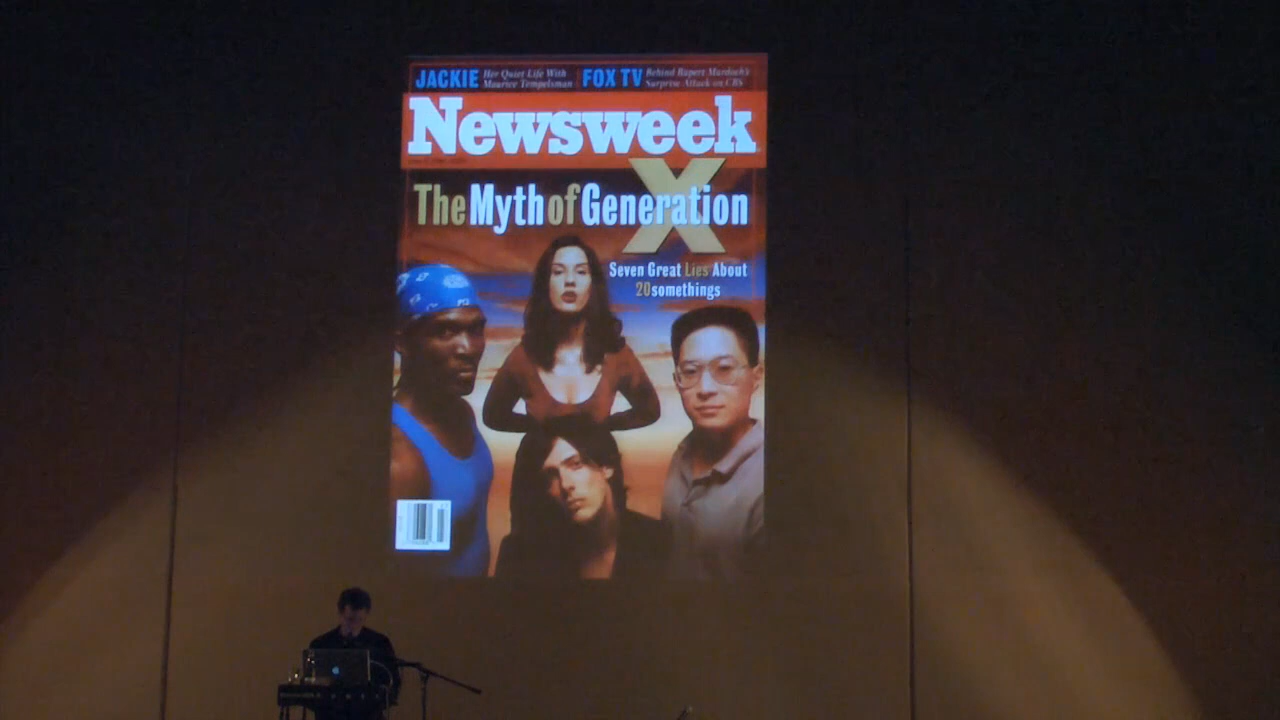 JACKIE Her Quiet Life With Maurice Tempelsman
FOX TV Behind Rupert Murdoch's Surprise Attack on CBS
Newsweek
The Myth of Generation
X
Seven Great Lies About
20somethings